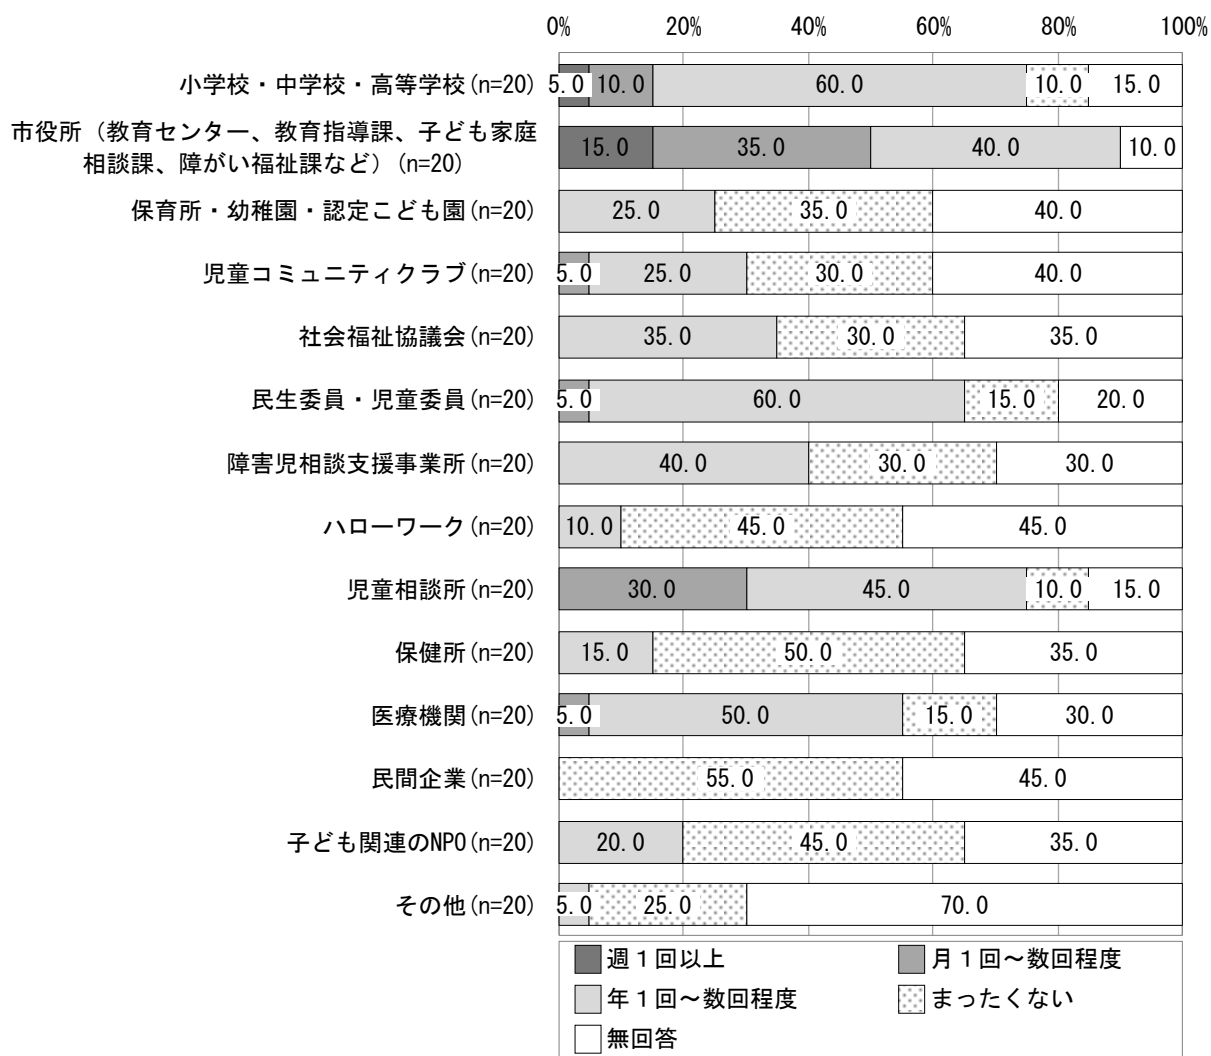 0% 20% 40% 60% 80% 100%
小学校・中学校・高等学校(n=20) 5.0 10.0 60.0 10.0 15.0
市役所（教育センター、教育指導課、子ども家庭
相談課、障がい福祉課など）(n=20) 15.0 35.0 40.0 10.0
保育所・幼稚園・認定こども園(n=20) 25.0 35.0 40.0
児童コミュニティクラブ(n=20) 5.0 25.0 30.0 40.0
社会福祉協議会(n=20) 35.0 30.0 35.0
民生委員・児童委員(n=20) 5.0 60.0 15.0 20.0
障害児相談支援事業所(n=20) 40.0 30.0 30.0
ハローワーク(n=20) 10.0 45.0 45.0
児童相談所(n=20) 30.0 45.0 10.0 15.0
保健所(n=20) 15.0 50.0 35.0
医療機関(n=20) 5.0 50.0 15.0 30.0
民間企業(n=20) 55.0 45.0
子ども関連のNPO(n=20) 20.0 45.0 35.0
その他(n=20) 5.0 25.0 70.0
週１回以上 月１回～数回程度
年１回～数回程度 まったくない
無回答